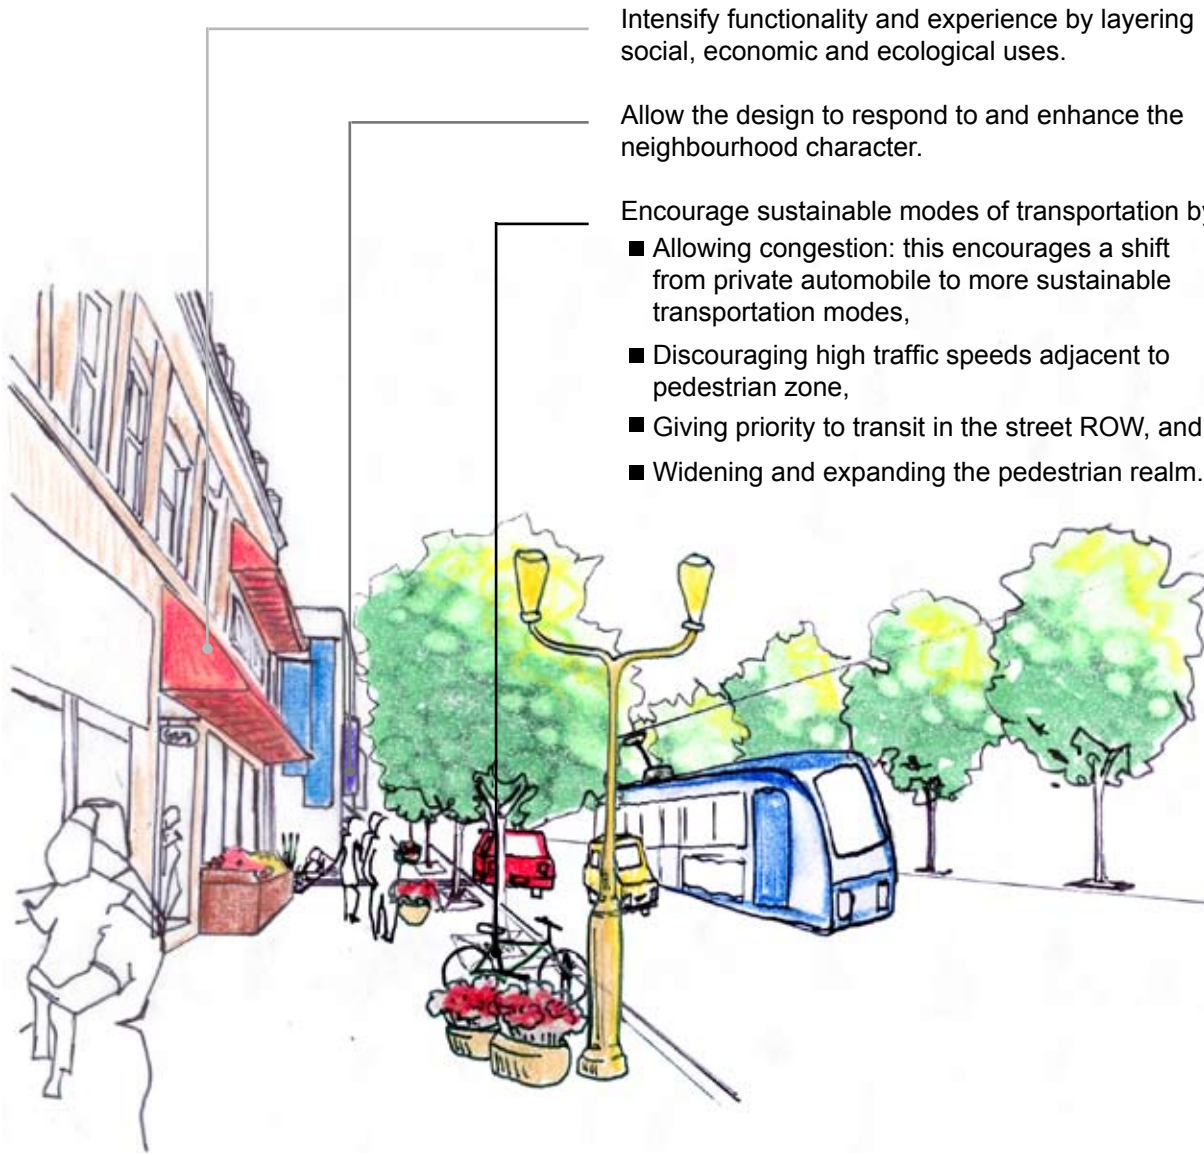 Intensify functionality and experience by layering
social, economic and ecological uses.
Allow the design to respond to and enhance the
neighbourhood character.
Encourage sustainable modes of transportation
■ Allowing congestion: this encourages a shift
from private automobile to more sustainable
transportation modes,
■ Discouraging high traffic speeds adjacent to
pedestrian zone,
■ Giving priority to transit in the street ROW, and
■ Widening and expanding the pedestrian realm.